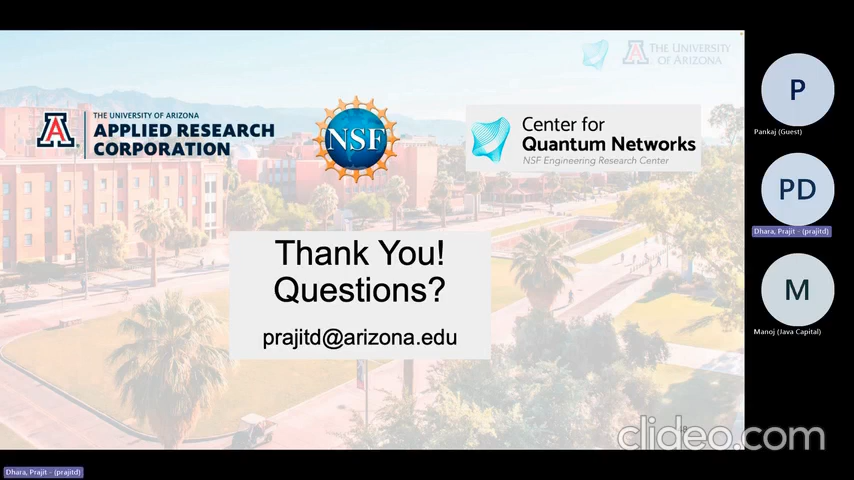 THE UNIVERSITY
OF ARIZONA
THE UNIVERSITY OF ARIZONA
APPLIED RESEARCH
CORPORATION
NSF
Center for
Quantum Networks
NSF Engineering Research Center
Thank You!
Questions?
prajitd@arizona.edu
P
Pankaj (Guest)
PD
Dhara, Prajit - (prajitd)
M
Manoj (Java Capital)
clideo.com
Dhara, Prajit - (prajitd)